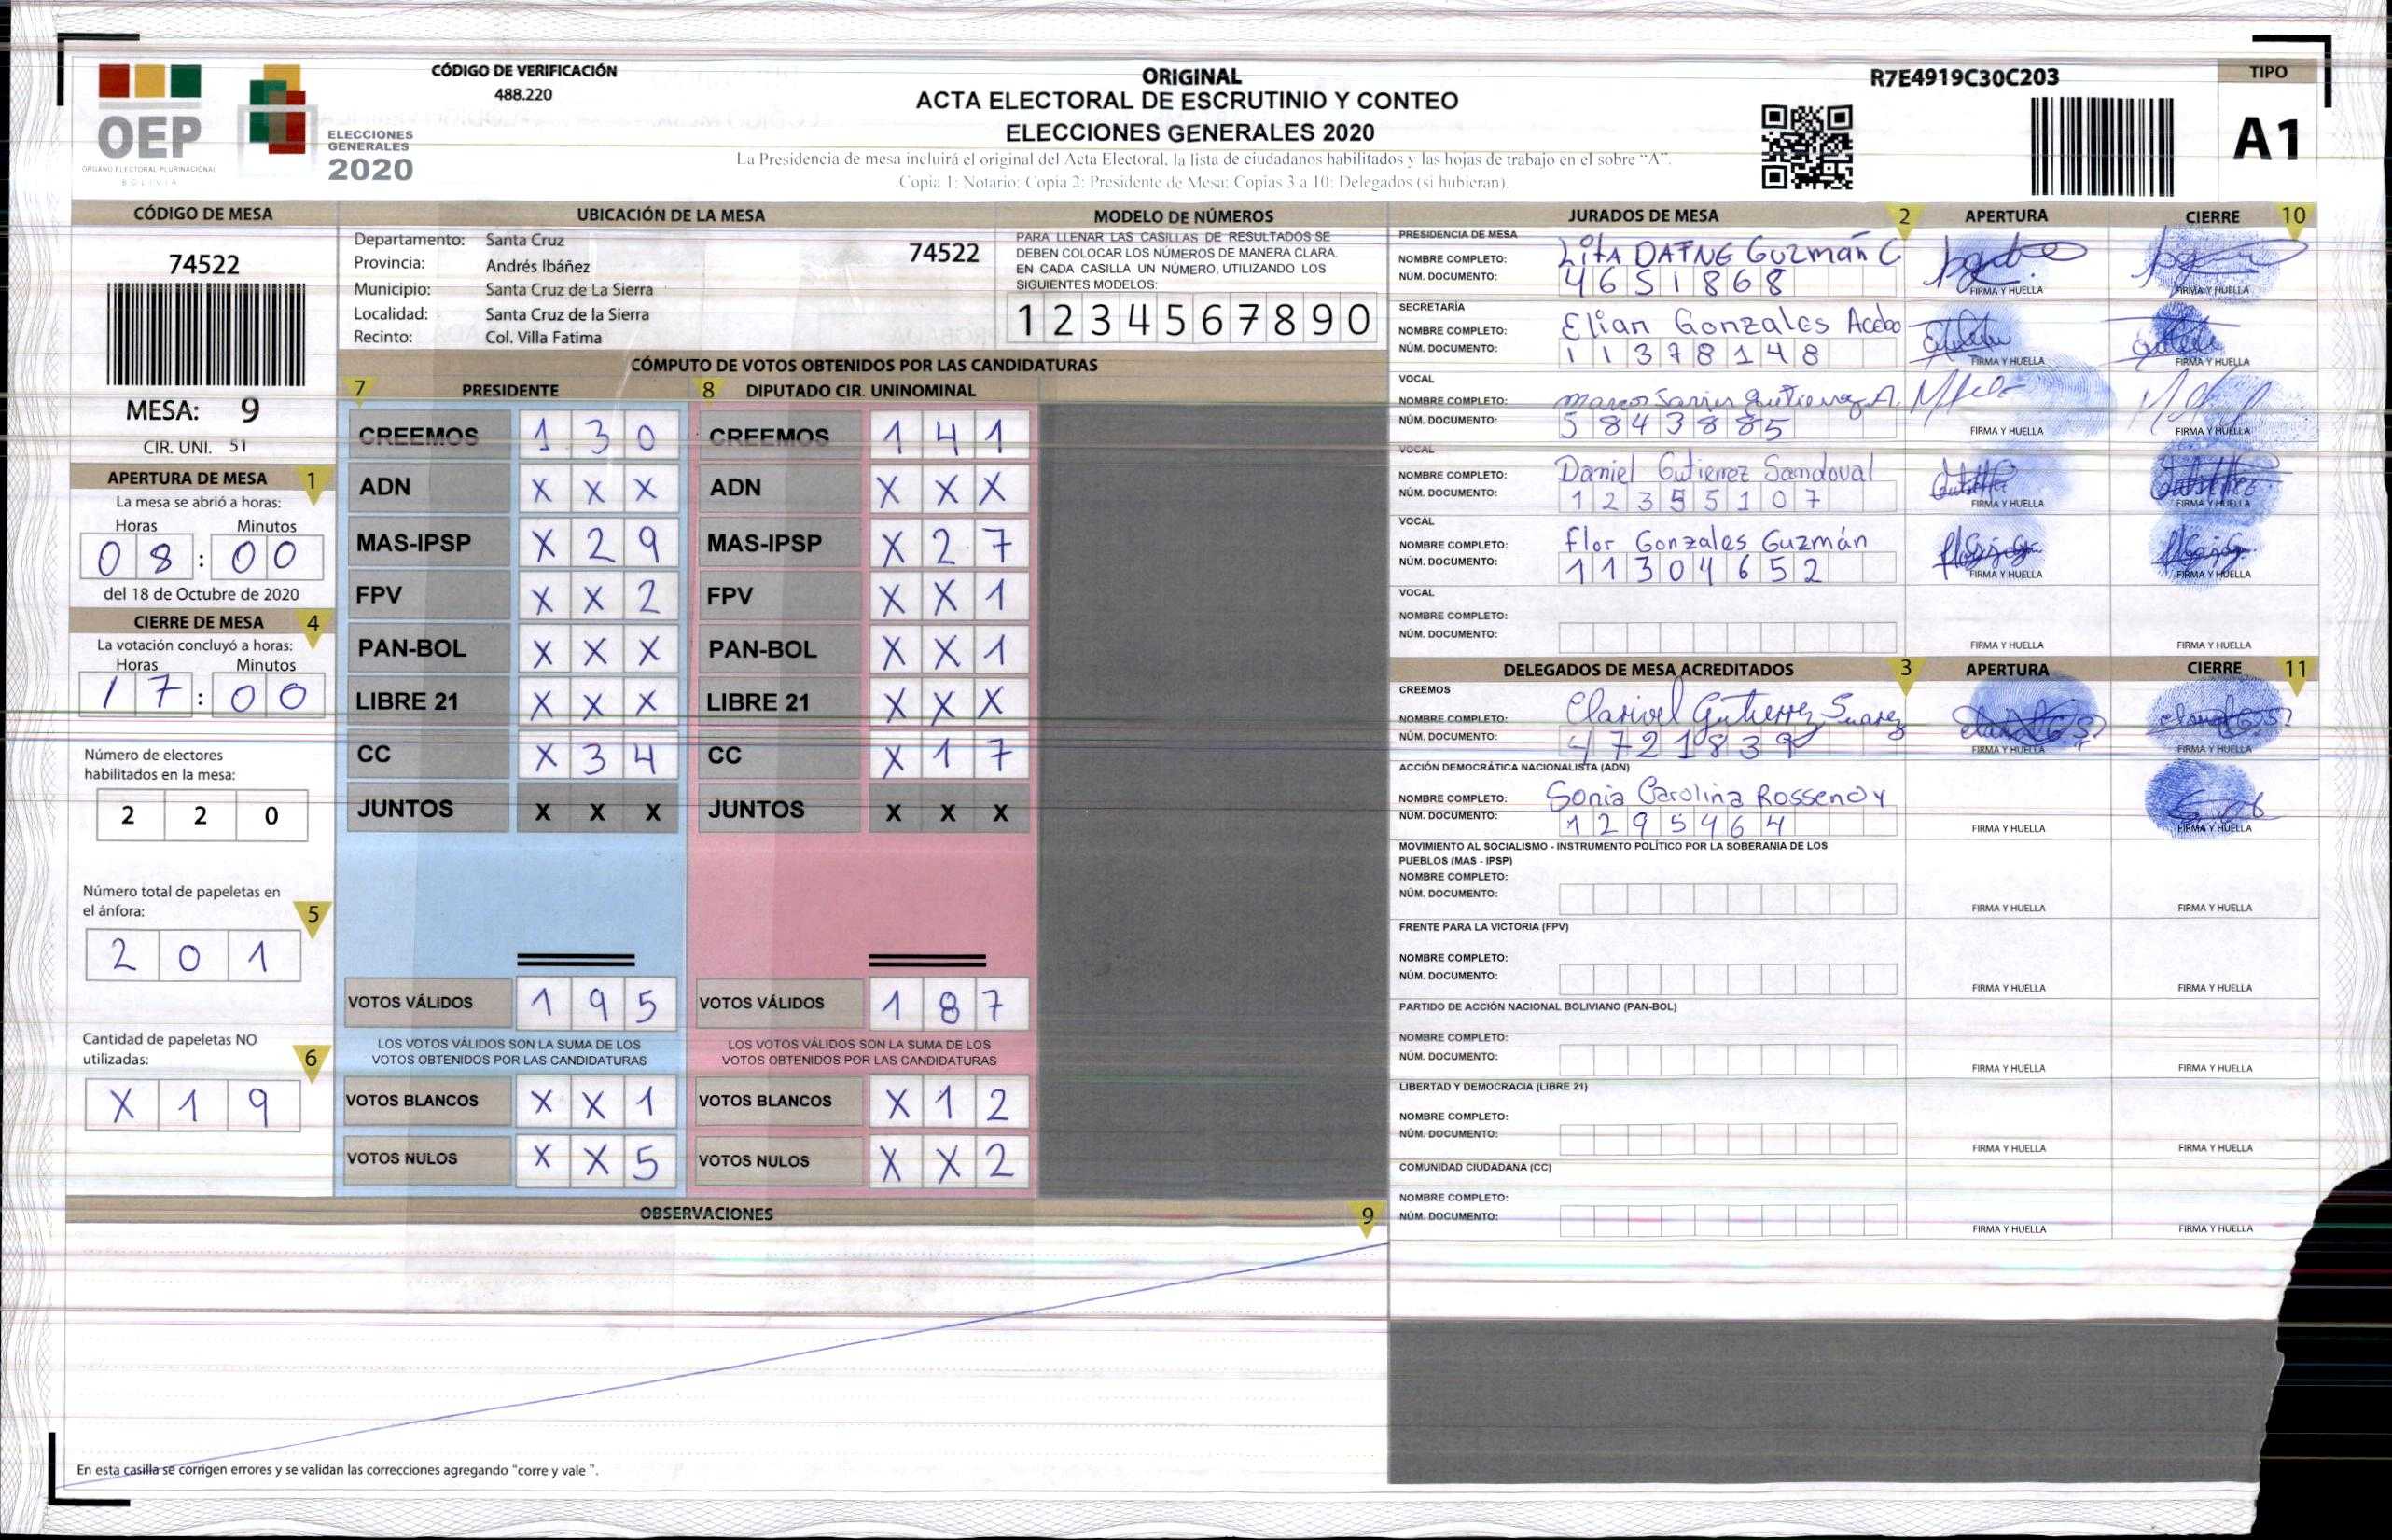 CÓDIGO DE VERIFICACIÓN
488.220
OEP
ÓRGANO ELECTORAL PLURINACIONAL
BOLIVIA
ELECCIONES
GENERALES
2020
ORIGINAL
ACTA ELECTORAL DE ESCRUTINIO Y CONTEO
ELECCIONES GENERALES 2020
La Presidencia de mesa incluirá el original del Acta Electoral, la lista de ciudadanos habilitados y las hojas de trabajo en el sobre "A".
Copia 1: Notario; Copia 2: Presidente de Mesa; Copias 3 a 10: Delegados (si hubieran).
R7E4919C30C203
TIPO
A1
CÓDIGO DE MESA
74522
MESA: 9
CIR. UNI. 51
APERTURA DE MESA 1
La mesa se abrió a horas:
Horas Minutos
0 8 : 0 0
del 18 de Octubre de 2020
CIERRE DE MESA 4
La votación concluyó a horas:
Horas Minutos
1 7 : 0 0
Número de electores
habilitados en la mesa:
2 2 0
Número total de papeletas en
el ánfora: 5
2 0 1
Cantidad de papeletas NO
utilizadas: 6
X 1 9
UBICACIÓN DE LA MESA
Departamento: Santa Cruz 74522
Provincia: Andrés Ibáñez
Municipio: Santa Cruz de La Sierra
Localidad: Santa Cruz de la Sierra
Recinto: Col. Villa Fatima
MODELO DE NÚMEROS
PARA LLENAR LAS CASILLAS DE RESULTADOS SE
DEBEN COLOCAR LOS NÚMEROS DE MANERA CLARA.
EN CADA CASILLA UN NÚMERO, UTILIZANDO LOS
SIGUIENTES MODELOS:
1 2 3 4 5 6 7 8 9 0
CÓMPUTO DE VOTOS OBTENIDOS POR LAS CANDIDATURAS
7 PRESIDENTE 8 DIPUTADO CIR. UNINOMINAL
CREEMOS 1 3 0 CREEMOS 1 4 1
ADN X X X ADN X X X
MAS-IPSP X 2 9 MAS-IPSP X 2 7
FPV X X 2 FPV X X 1
PAN-BOL X X X PAN-BOL X X 1
LIBRE 21 X X X LIBRE 21 X X X
CC X 3 4 CC X 1 7
JUNTOS X X X JUNTOS X X X
VOTOS VÁLIDOS 1 9 5 VOTOS VÁLIDOS 1 8 7
LOS VOTOS VÁLIDOS SON LA SUMA DE LOS LOS VOTOS VÁLIDOS SON LA SUMA DE LOS
VOTOS OBTENIDOS POR LAS CANDIDATURAS VOTOS OBTENIDOS POR LAS CANDIDATURAS
VOTOS BLANCOS X X 1 VOTOS BLANCOS X 1 2
VOTOS NULOS X X 5 VOTOS NULOS X X 2
OBSERVACIONES 9
En esta casilla se corrigen errores y se validan las correcciones agregando "corre y vale ".
JURADOS DE MESA 2 APERTURA CIERRE 10
PRESIDENCIA DE MESA
NOMBRE COMPLETO: Lita DAFNE Guzmán C
NÚM. DOCUMENTO: 4651868 FIRMA Y HUELLA FIRMA Y HUELLA
SECRETARÍA
NOMBRE COMPLETO: Elian Gonzales Acebo
NÚM. DOCUMENTO: 11378148 FIRMA Y HUELLA FIRMA Y HUELLA
VOCAL
NOMBRE COMPLETO: Marco Gutierrez A.
NÚM. DOCUMENTO: 5843885 FIRMA Y HUELLA FIRMA Y HUELLA
VOCAL
NOMBRE COMPLETO: Daniel Gutierrez Sandoval
NÚM. DOCUMENTO: 12355107 FIRMA Y HUELLA FIRMA Y HUELLA
VOCAL
NOMBRE COMPLETO: Flor Gonzales Guzmán
NÚM. DOCUMENTO: 11304652 FIRMA Y HUELLA FIRMA Y HUELLA
VOCAL
NOMBRE COMPLETO:
NÚM. DOCUMENTO: FIRMA Y HUELLA FIRMA Y HUELLA
DELEGADOS DE MESA ACREDITADOS 3 APERTURA CIERRE 11
CREEMOS
NOMBRE COMPLETO: Clarivel Gutierrez Suarez
NÚM. DOCUMENTO: 4721839 FIRMA Y HUELLA FIRMA Y HUELLA
ACCIÓN DEMOCRÁTICA NACIONALISTA (ADN)
NOMBRE COMPLETO: Sonia Carolina Rossendy
NÚM. DOCUMENTO: 1295464 FIRMA Y HUELLA FIRMA Y HUELLA
MOVIMIENTO AL SOCIALISMO - INSTRUMENTO POLÍTICO POR LA SOBERANIA DE LOS
PUEBLOS (MAS - IPSP)
NOMBRE COMPLETO:
NÚM. DOCUMENTO: FIRMA Y HUELLA FIRMA Y HUELLA
FRENTE PARA LA VICTORIA (FPV)
NOMBRE COMPLETO:
NÚM. DOCUMENTO: FIRMA Y HUELLA FIRMA Y HUELLA
PARTIDO DE ACCIÓN NACIONAL BOLIVIANO (PAN-BOL)
NOMBRE COMPLETO:
NÚM. DOCUMENTO: FIRMA Y HUELLA FIRMA Y HUELLA
LIBERTAD Y DEMOCRACIA (LIBRE 21)
NOMBRE COMPLETO:
NÚM. DOCUMENTO: FIRMA Y HUELLA FIRMA Y HUELLA
COMUNIDAD CIUDADANA (CC)
NOMBRE COMPLETO:
NÚM. DOCUMENTO: FIRMA Y HUELLA FIRMA Y HUELLA